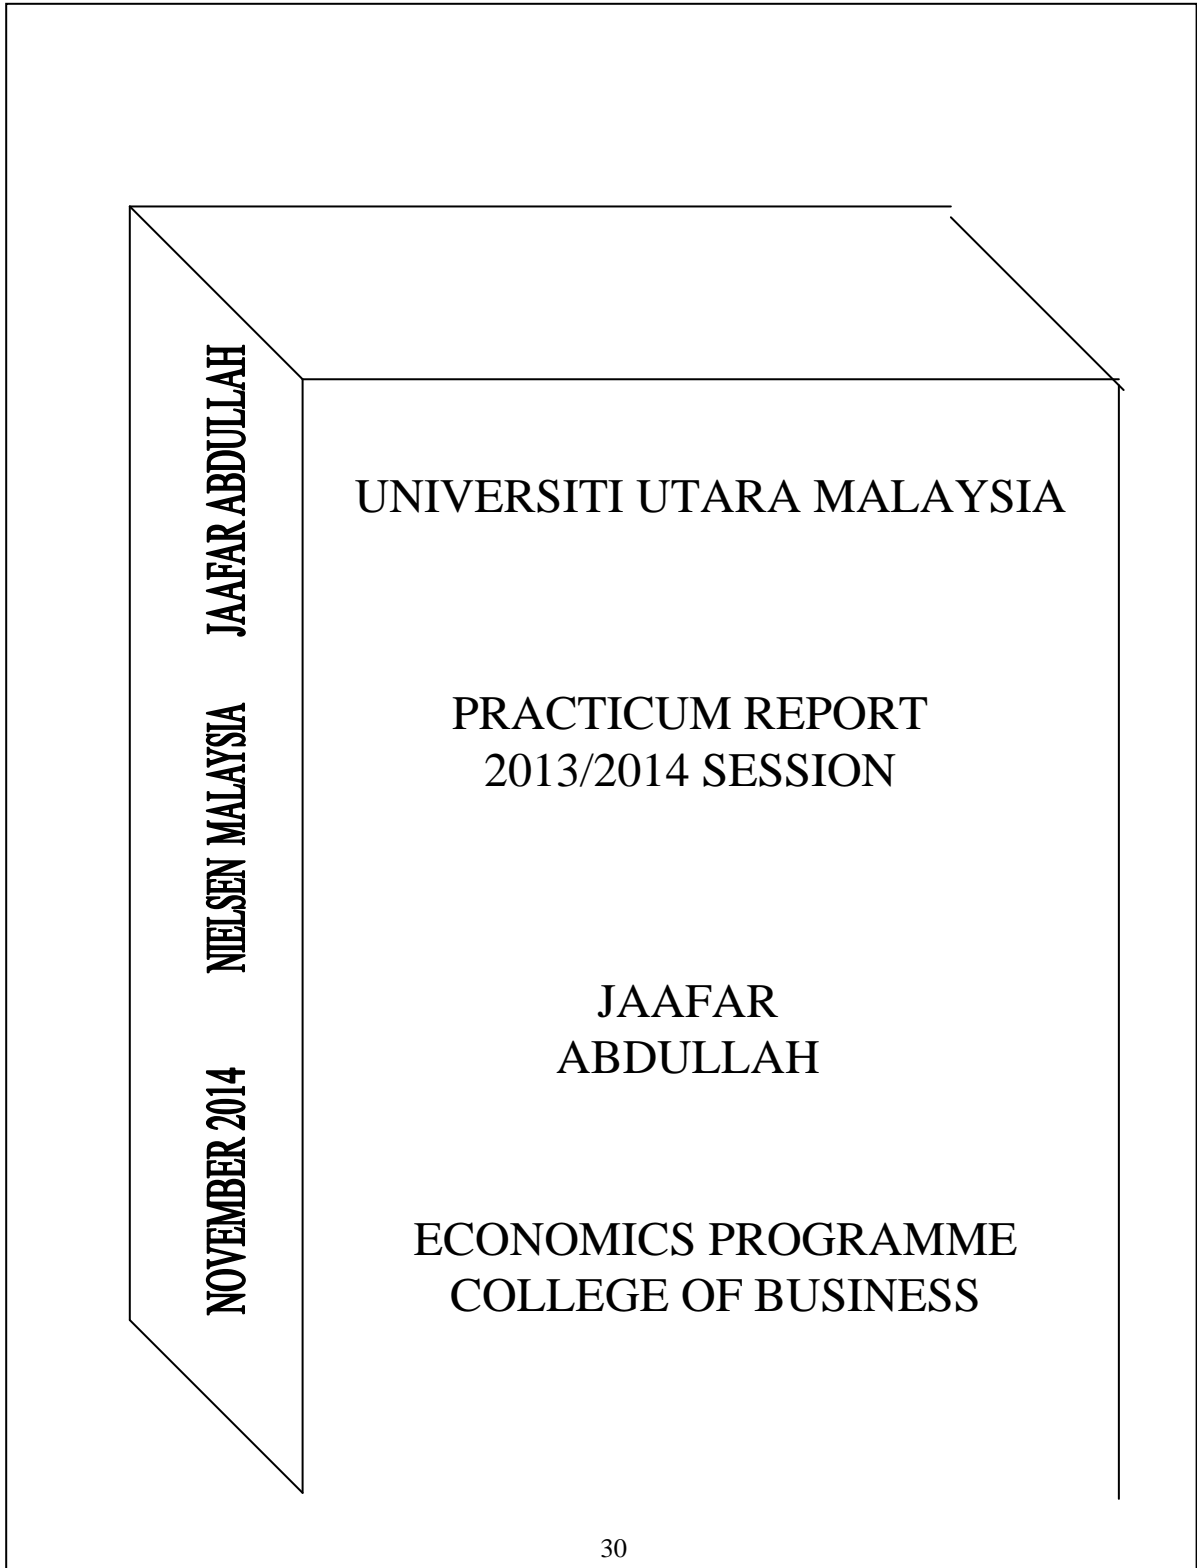 JAAFAR ABDULLAH
NIELSEN MALAYSIA
NOVEMBER 2014
UNIVERSITI UTARA MALAYSIA
PRACTICUM REPORT
2013/2014 SESSION
JAAFAR
ABDULLAH
ECONOMICS PROGRAMME
COLLEGE OF BUSINESS
30